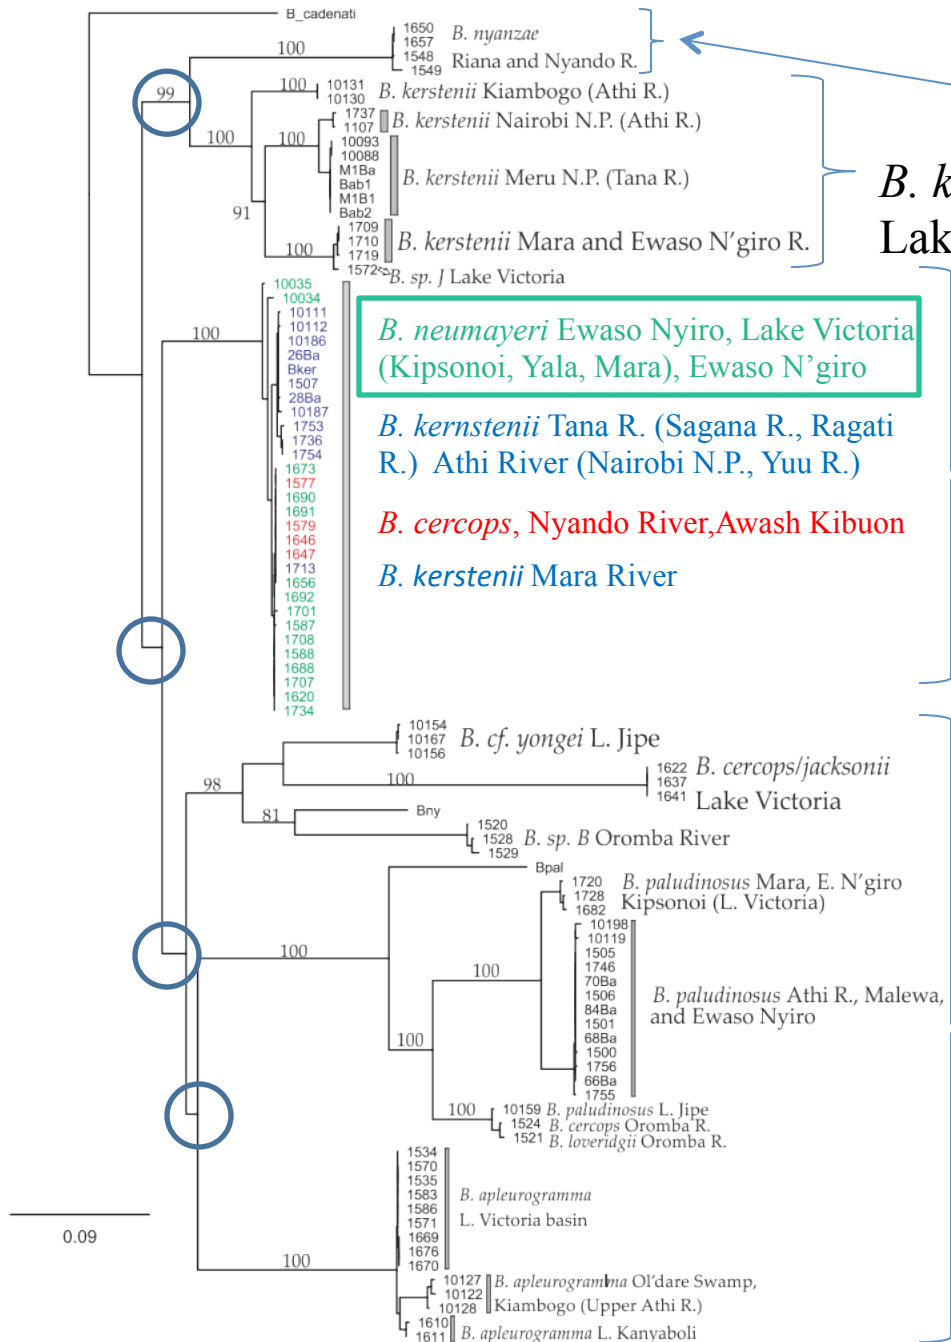 B_cadenati
1650
1657
1548
1549
B. nyanzae
Riana and Nyando R.
100
99
100
10131
10130
B. kerstenii Kiambogo (Athi R.)
100
1737
1107
B. kerstenii Nairobi N.P. (Athi R.)
100
10093
10088
M1Ba
Bab1
M1B1
Bab2
B. kerstenii Meru N.P. (Tana R.)
B. k
Lak
91
1709
1710
1719
1572
B. kerstenii Mara and Ewaso N'giro R.
100
B. sp. J Lake Victoria
10035
10034
10111
10112
10186
26Ba
Bker
1507
28Ba
10187
1753
1736
1754
1673
1577
1690
1691
1579
1646
1647
1713
1656
1692
1701
1587
1708
1588
1688
1707
1620
1734
100
B. neumayeri Ewaso Nyiro, Lake Victoria
(Kipsonoi, Yala, Mara), Ewaso N'giro
B. kernstenii Tana R. (Sagana R., Ragati
R.) Athi River (Nairobi N.P., Yuu R.)
B. cercops, Nyando River,Awash Kibuon
B. kerstenii Mara River
10154
10167
10156
B. cf. yongei L. Jipe
98
100
1622
1637
1641
B. cercops/jacksonii
Lake Victoria
81
Bny
1520
1528
1529
B. sp. B Oromba River
Bpal
1720
1728
1682
B. paludinosus Mara, E. N'giro
Kipsonoi (L. Victoria)
100
100
10198
10119
1505
1746
70Ba
1506
84Ba
1501
68Ba
1500
1756
66Ba
1755
B. paludinosus Athi R., Malewa,
and Ewaso Nyiro
100
100
10159 B. paludinosus L. Jipe
1524 B. cercops Oromba R.
1521 B. loveridgii Oromba R.
1534
1570
1535
1583
1586
1571
1669
1676
1670
B. apleurogramma
L. Victoria basin
0.09
100
10127
10122
10128
B. apleurogramma Ol'dare Swamp,
Kiambogo (Upper Athi R.)
1610
1611
B. apleurogramma L. Kanyaboli